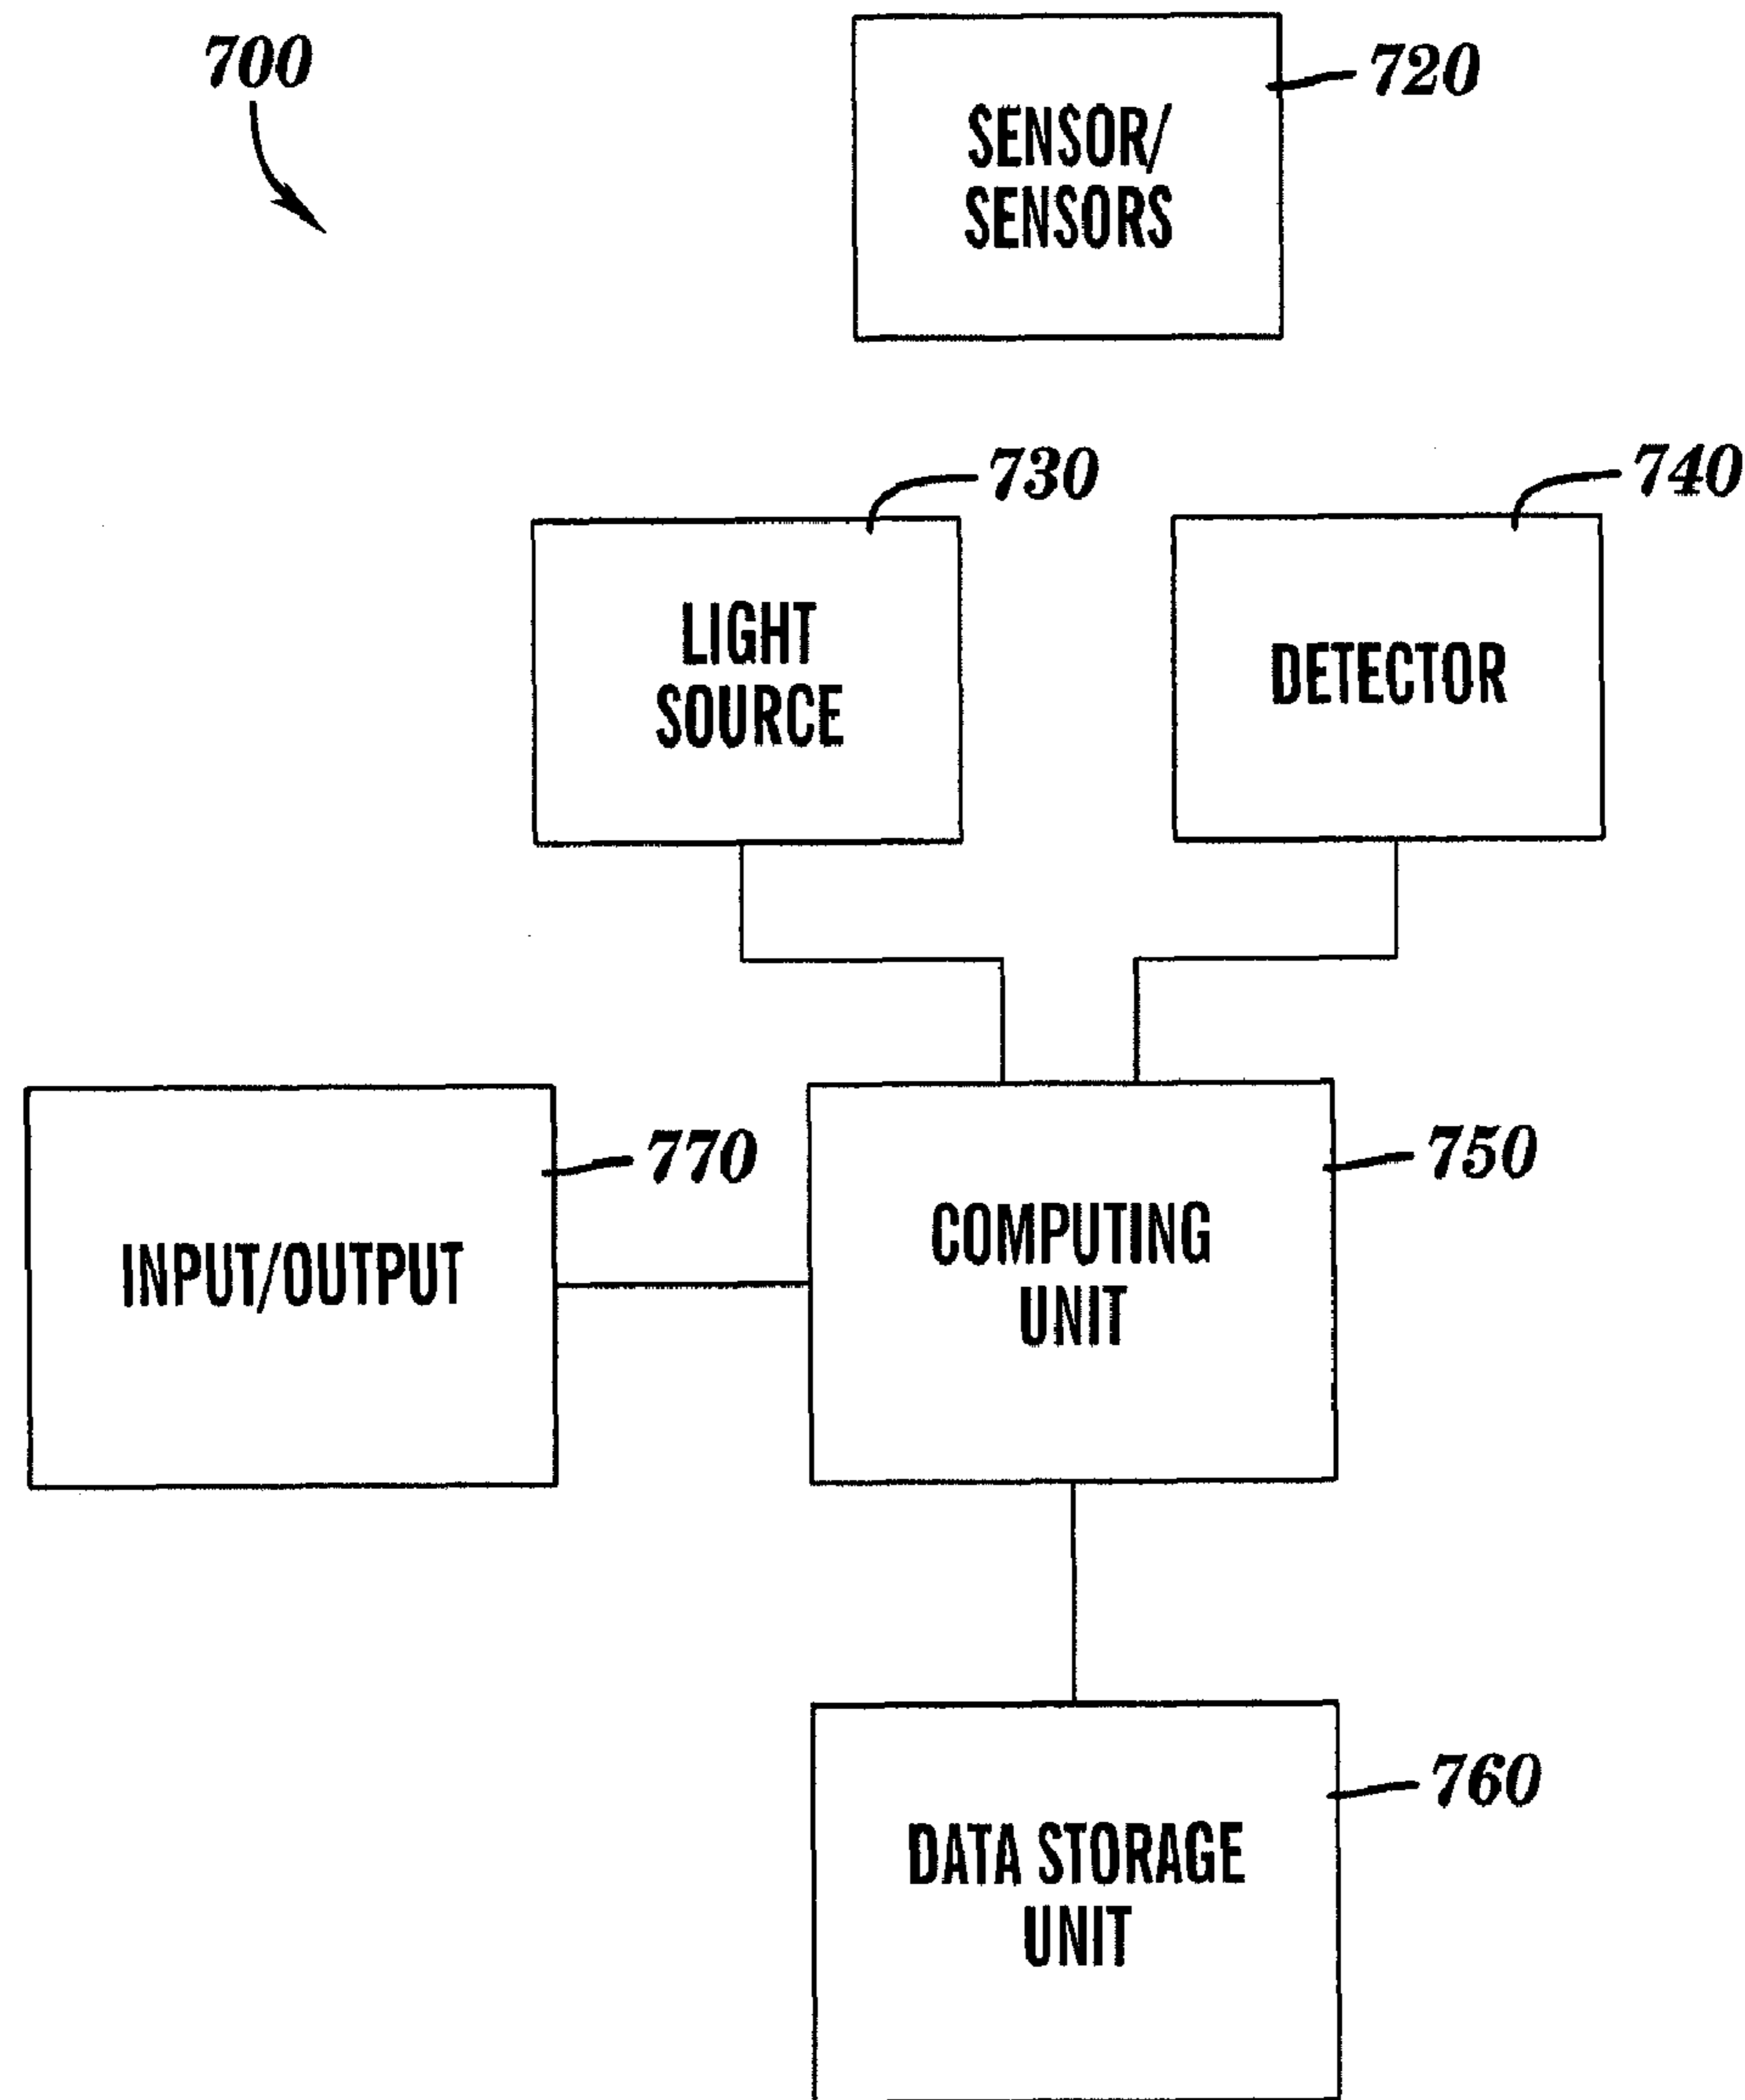 700
720
SENSOR/
SENSORS
730
740
LIGHT
SOURCE
DETECTOR
770
750
INPUT/OUTPUT
COMPUTING
UNIT
760
DATA STORAGE
UNIT